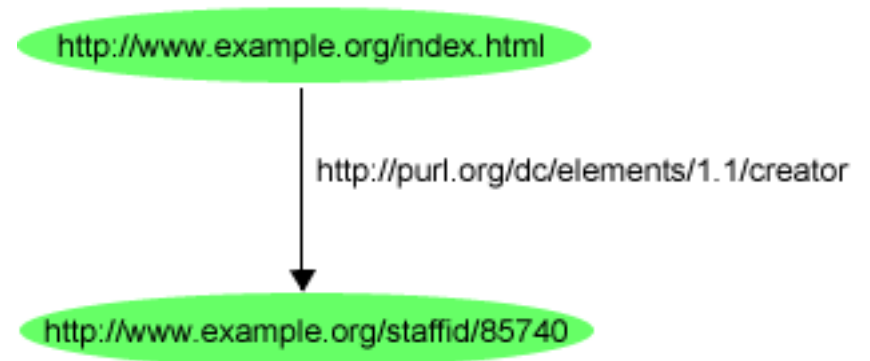 http://www.example.org/index.html
http://purl.org/dc/elements/1.1/creator
http://www.example.org/staffid/85740